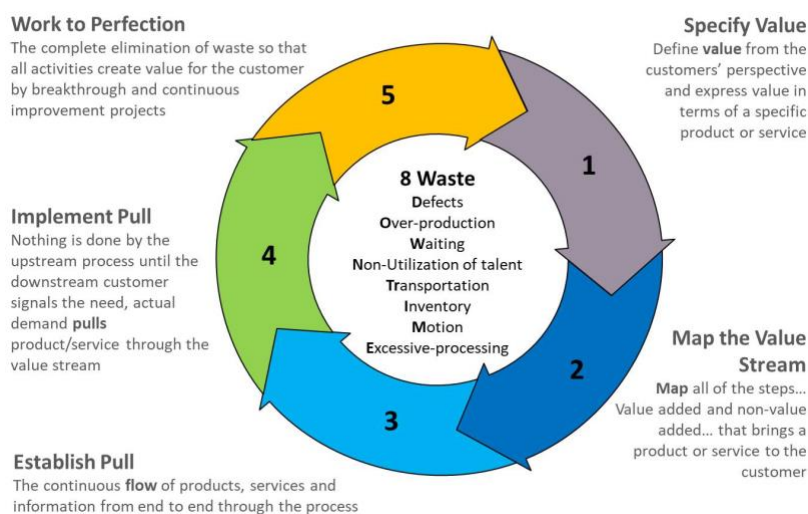 Work to Perfection
The complete elimination of waste so that
all activities create value for the customer
by breakthrough and continuous
improvement projects
Specify Value
Define value from the
customers' perspective
and express value in
terms of a specific
product or service
5
1
8 Waste
Defects
Over-production
Waiting
Non-Utilization of talent
Transportation
Inventory
Motion
Excessive-processing
Implement Pull
Nothing is done by the
upstream process until the
downstream customer
signals the need, actual
demand pulls
product/service through the
value stream
4
2
3
Map the Value
Stream
Map all of the steps...
Value added and non-value
added... that brings a
product or service to the
customer
Establish Pull
The continuous flow of products, services and
information from end to end through the process